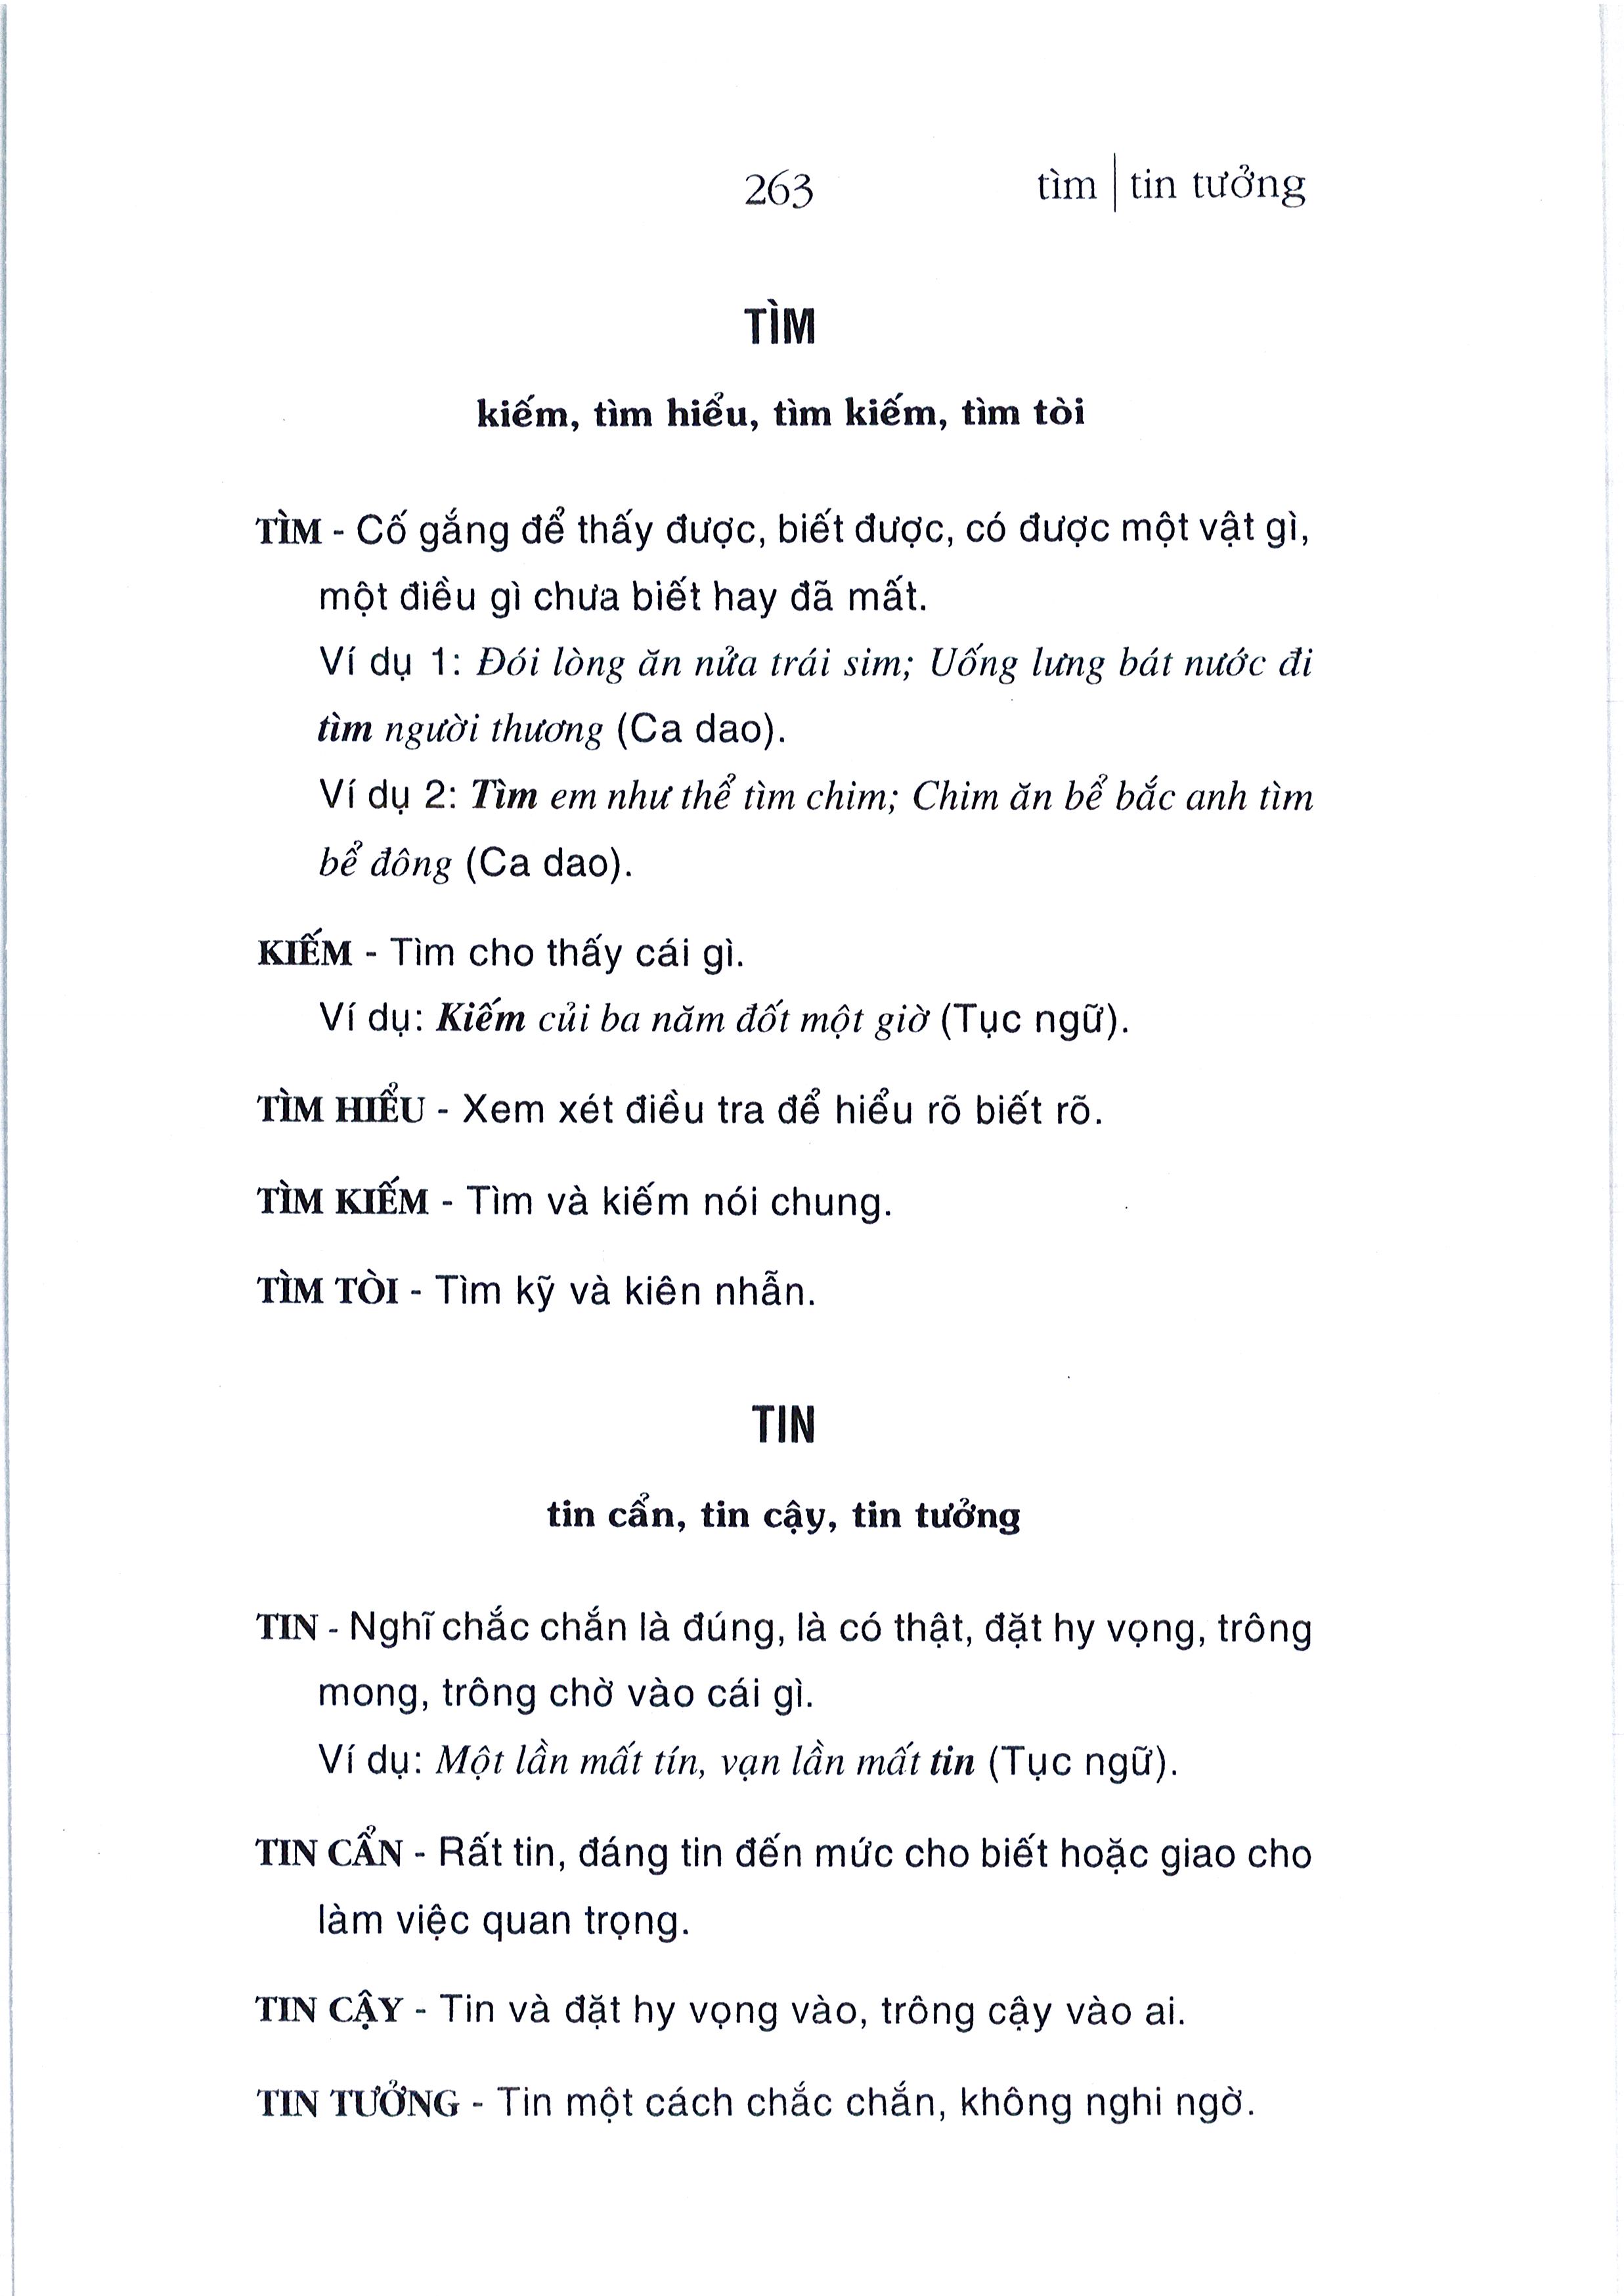 263 tìm | tin tưởng
TÌM
kiếm, tìm hiểu, tìm kiếm, tìm tòi
TÌM - Cố gắng để thấy được, biết được, có được một vật gì,
một điều gì chưa biết hay đã mất.
Ví dụ 1: Đói lòng ăn nửa trái sim; Uống lưng bát nước đi
tìm người thương (Ca dao).
Ví dụ 2: Tìm em như thể tìm chim; Chim ăn bể bắc anh tìm
bể đông (Ca dao).
KIẾM - Tìm cho thấy cái gì.
Ví dụ: Kiếm củi ba năm đốt một giờ (Tục ngữ).
TÌM HIỂU - Xem xét điều tra để hiểu rõ biết rõ.
TÌM KIẾM - Tìm và kiếm nói chung.
TÌM TÒI - Tìm kỹ và kiên nhẫn.
TIN
tin cẩn, tin cậy, tin tưởng
TIN - Nghĩ chắc chắn là đúng, là có thật, đặt hy vọng, trông
mong, trông chờ vào cái gì.
Ví dụ: Một lần mất tín, vạn lần mất tin (Tục ngữ).
TIN CẨN - Rất tin, đáng tin đến mức cho biết hoặc giao cho
làm việc quan trọng.
TIN CẬY - Tin và đặt hy vọng vào, trông cậy vào ai.
TIN TƯỞNG - Tin một cách chắc chắn, không nghi ngờ.